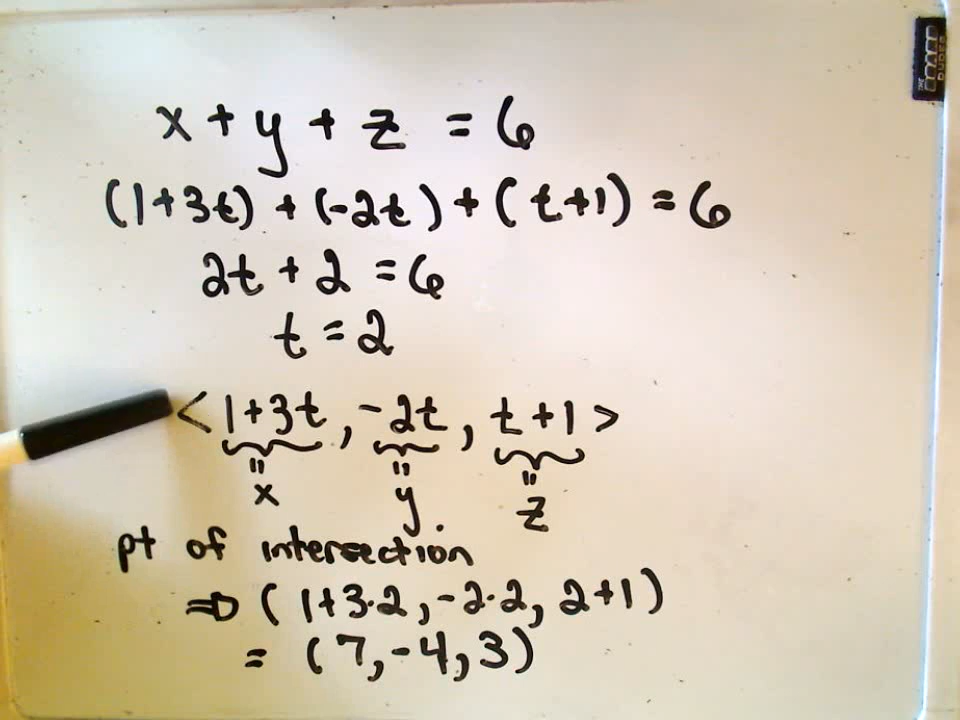 x + y + z = 6
(1+3t) + (-2t) + (t+1) = 6
2t + 2 = 6
t = 2
<1+3t, -2t, t+1>
" " "
x y z
pt of intersection
⇒ (1+3·2, -2·2, 2+1)
= (7, -4, 3)